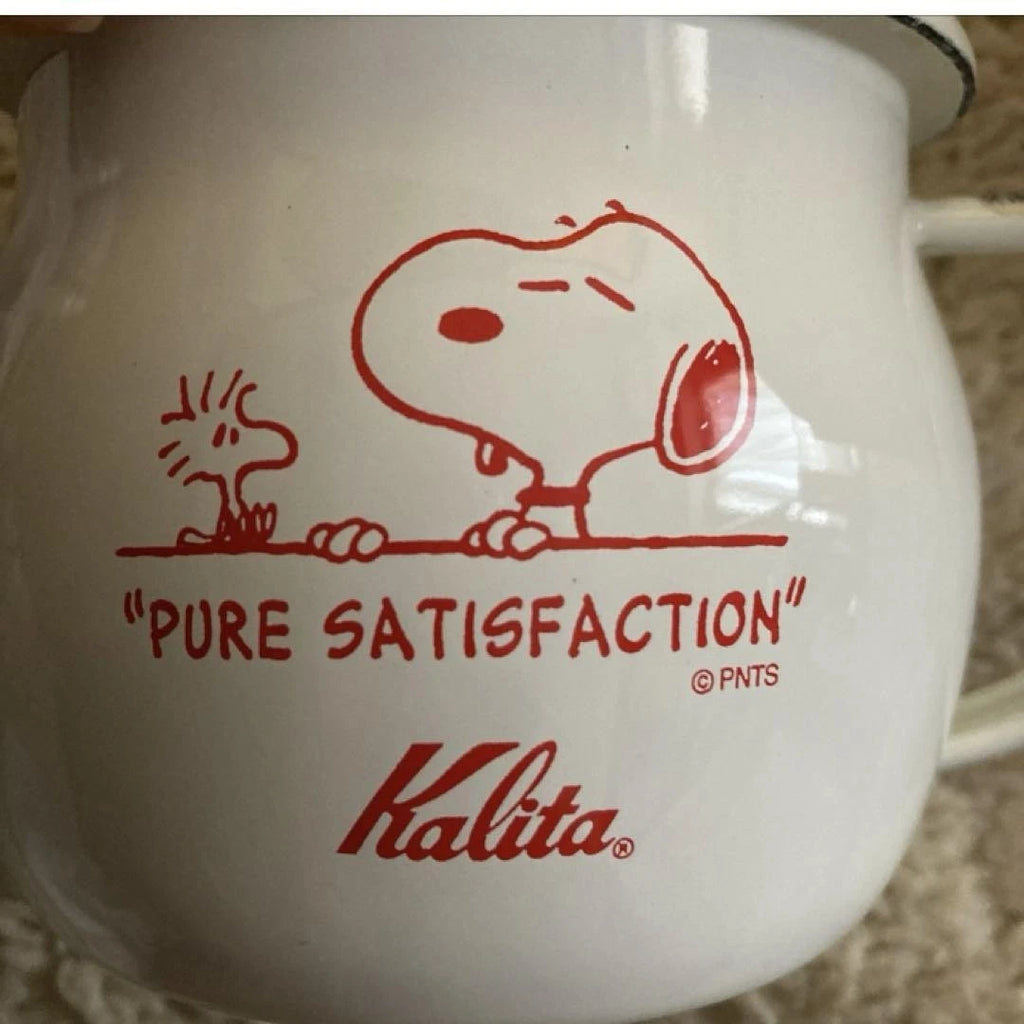 "PURE SATISFACTION"
© PNTS
Kalita®